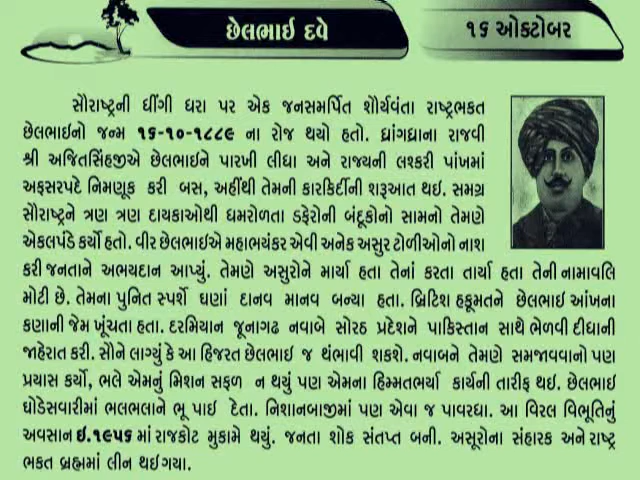 છેલભાઈ દવે
૧૬ ઓક્ટોબર
સૌરાષ્ટ્રની ધીંગી ધરા પર એક જનસમર્પિત શૌર્યવંતા રાષ્ટ્રભકત
છેલભાઈનો જન્મ ૧૬-૧૦-૧૮૮૯ ના રોજ થયો હતો. ધ્રાંગધ્રાના રાજવી
શ્રી અજિતસિંહજીએ છેલભાઈને પારખી લીધા અને રાજ્યની લશ્કરી પાંખમાં
અફસરપદે નિમણૂક કરી બસ, અહીંથી તેમની કારકિર્દીની શરૂઆત થઇ. સમગ્ર
સૌરાષ્ટ્રને ત્રણ ત્રણ દાયકાઓથી ધમરોળતા કફેરોની બંદૂકોનો સામનો તેમણે
એકલપંડે કર્યો હતો. વીર છેલભાઈએ મહાભયંકર એવી અનેક અસુર ટોળીઓનો નાશ
કરી જનતાને અભયદાન આપ્યું. તેમણે અસુરોને માર્યા હતા તેનાં કરતા તાર્યા હતા તેની નામાવલિ
મોટી છે. તેમના પુનિત સ્પર્શે ઘણાં દાનવ માનવ બન્યા હતા. બ્રિટિશ હકૂમતને છેલભાઈ આંખના
કણાની જેમ ખૂંચતા હતા. દરમિયાન જૂનાગઢ નવાબે સોરઠ પ્રદેશને પાકિસ્તાન સાથે ભેળવી દીધાની
જાહેરાત કરી. સૌને લાગ્યું કે આ હિજરત છેલભાઈ જ થંભાવી શકશે. નવાબને તેમણે સમજાવવાનો પણ
પ્રયાસ કર્યો, ભલે એમનું મિશન સફળ ન થયું પણ એમના હિમ્મતભર્યા કાર્યની તારીફ થઇ. છેલભાઈ
ઘોડેસવારીમાં ભલભલાને ભૂ પાઇ દેતા. નિશાનબાજીમાં પણ એવા જ પાવરધા. આ વિરલ વિભૂતિનું
અવસાન ઇ.૧૯૫૬ માં રાજકોટ મુકામે થયું. જનતા શોક સંતપ્ત બની. અસૂરોના સંહારક અને રાષ્ટ્ર
ભકત બ્રહ્મમાં લીન થઇ ગયા.